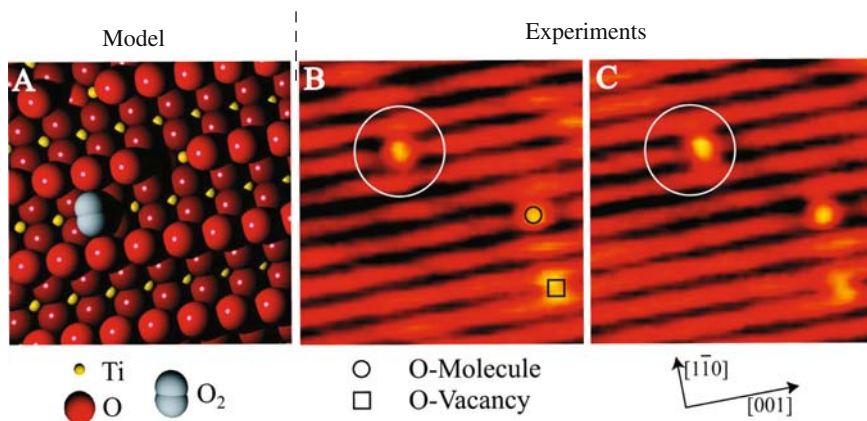 Model
Experiments
A
B
C
Ti
O
O₂
O-Molecule
O-Vacancy
[11̅0]
[001]